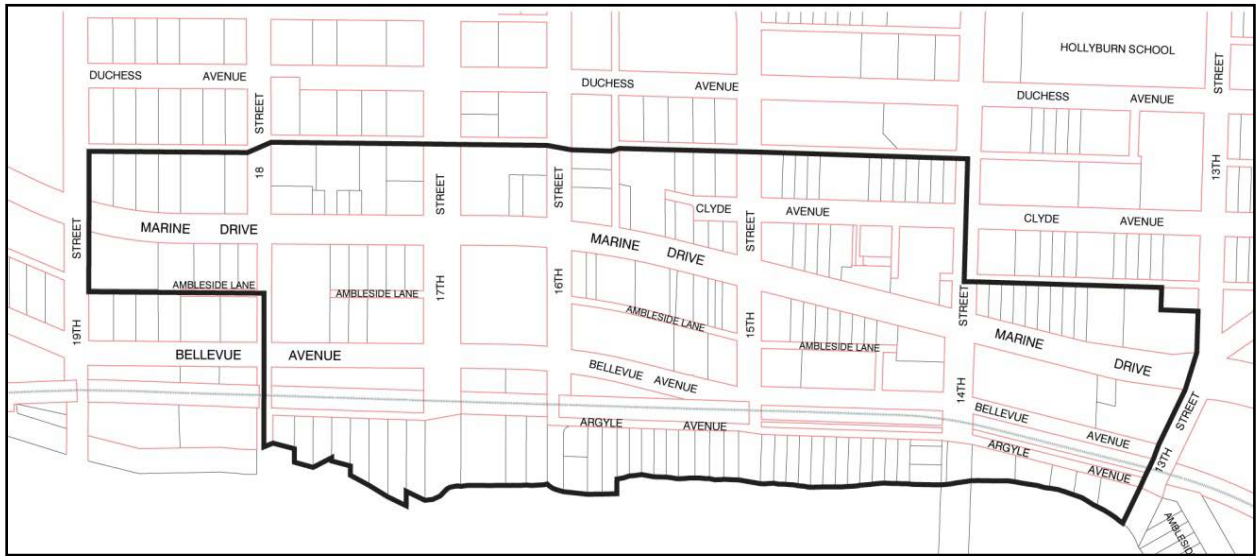 HOLLYBURN SCHOOL
DUCHESS AVENUE
DUCHESS AVENUE
DUCHESS AVENUE
STREET
STREET
18
STREET
STREET
13TH
STREET
MARINE DRIVE
CLYDE AVENUE
CLYDE AVENUE
STREET
STREET
19TH
17TH
16TH
15TH
MARINE DRIVE
AMBLESIDE LANE
AMBLESIDE LANE
AMBLESIDE LANE
AMBLESIDE LANE
STREET
14TH
MARINE DRIVE
BELLEVUE AVENUE
BELLEVUE AVENUE
BELLEVUE AVENUE
ARGYLE AVENUE
ARGYLE AVENUE
STREET
13TH
AMBLESID